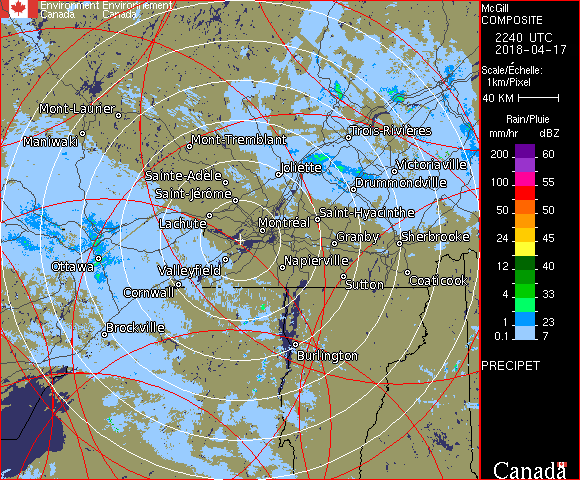 Environment Environnement
Canada Canada
McGill
COMPOSITE
2240 UTC
2018-04-17
Scale/Échelle:
1km/Pixel
40 KM
Rain/Pluie
mm/hr dBZ
200 60
100 55
50 50
24 45
12 40
4 33
1 23
0.1 7
PRECIPET
Canada
Mont-Laurier
Maniwaki
Mont-Tremblant
Trois-Rivières
Joliette
Victoriaville
Sainte-Adèle
Drummondville
Saint-Jérôme
Saint-Hyacinthe
Lachute
Montréal
Granby
Sherbrooke
Ottawa
Valleyfield
Napierville
Cornwall
Sutton
Coaticook
Brockville
Burlington